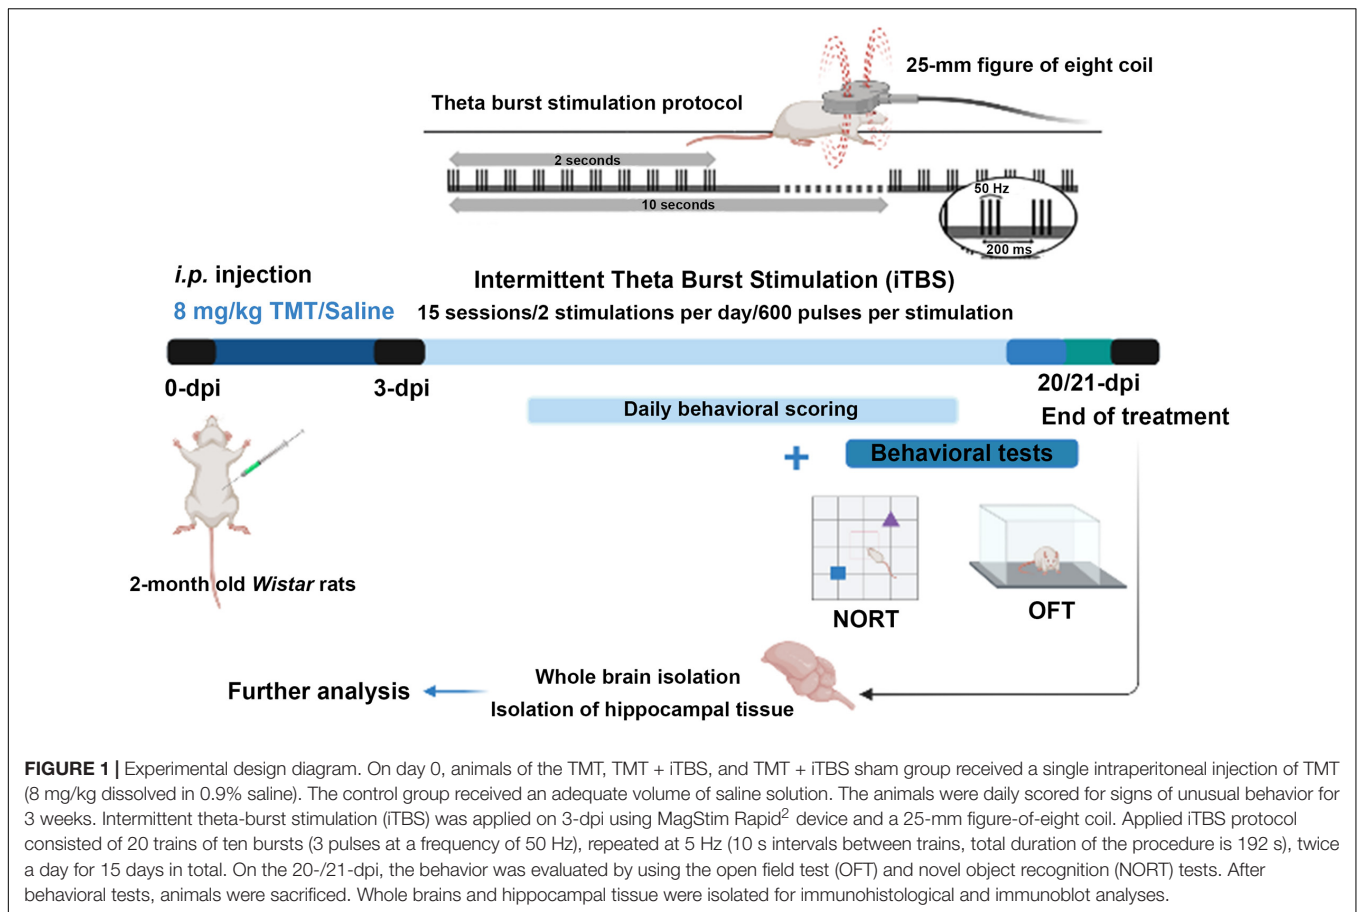 25-mm figure of eight coil
Theta burst stimulation protocol
2 seconds
10 seconds
50 Hz
200 ms
i.p. injection
Intermittent Theta Burst Stimulation (iTBS)
8 mg/kg TMT/Saline
15 sessions/2 stimulations per day/600 pulses per stimulation
0-dpi
3-dpi
20/21-dpi
Daily behavioral scoring
End of treatment
+
Behavioral tests
2-month old Wistar rats
NORT
OFT
Whole brain isolation
Further analysis
Isolation of hippocampal tissue
FIGURE 1 | Experimental design diagram. On day 0, animals of the TMT, TMT + iTBS, and TMT + iTBS sham group received a single intraperitoneal injection of TMT
(8 mg/kg dissolved in 0.9% saline). The control group received an adequate volume of saline solution. The animals were daily scored for signs of unusual behavior for
3 weeks. Intermittent theta-burst stimulation (iTBS) was applied on 3-dpi using MagStim Rapid² device and a 25-mm figure-of-eight coil. Applied iTBS protocol
consisted of 20 trains of ten bursts (3 pulses at a frequency of 50 Hz), repeated at 5 Hz (10 s intervals between trains, total duration of the procedure is 192 s), twice
a day for 15 days in total. On the 20-/21-dpi, the behavior was evaluated by using the open field test (OFT) and novel object recognition (NORT) tests. After
behavioral tests, animals were sacrificed. Whole brains and hippocampal tissue were isolated for immunohistological and immunoblot analyses.